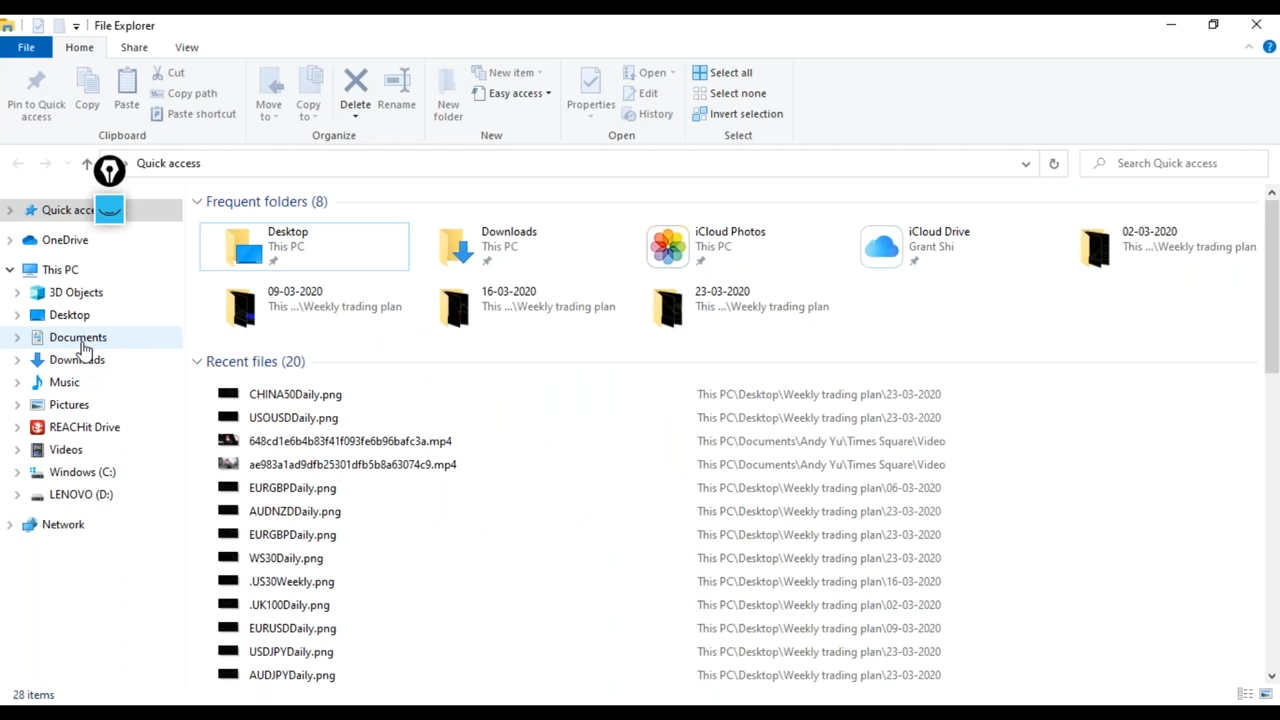 File Explorer
File Home Share View
Pin to Quick access
Copy
Paste
Cut
Copy path
Paste shortcut
Clipboard
Move to
Copy to
Delete
Rename
Organize
New folder
New item
Easy access
New
Properties
Open
Edit
History
Open
Select all
Select none
Invert selection
Select
Quick access
Search Quick access
Quick
OneDrive
This PC
3D Objects
Desktop
Documents
Downloads
Music
Pictures
REACHit Drive
Videos
Windows (C:)
LENOVO (D:)
Network
Frequent folders (8)
Desktop
This PC
Downloads
This PC
iCloud Photos
This PC
iCloud Drive
Grant Shi
02-03-2020
This ...\Weekly trading plan
09-03-2020
This ...\Weekly trading plan
16-03-2020
This ...\Weekly trading plan
23-03-2020
This ...\Weekly trading plan
Recent files (20)
CHINA50Daily.png This PC\Desktop\Weekly trading plan\23-03-2020
USOUSDDaily.png This PC\Desktop\Weekly trading plan\23-03-2020
648cd1e6b4b83f41f093fe6b96bafc3a.mp4 This PC\Documents\Andy Yu\Times Square\Video
ae983a1ad9dfb25301dfb5b8a63074c9.mp4 This PC\Documents\Andy Yu\Times Square\Video
EURGBPDaily.png This PC\Desktop\Weekly trading plan\06-03-2020
AUDNZDDaily.png This PC\Desktop\Weekly trading plan\23-03-2020
EURGBPDaily.png This PC\Desktop\Weekly trading plan\23-03-2020
WS30Daily.png This PC\Desktop\Weekly trading plan\23-03-2020
.US30Weekly.png This PC\Desktop\Weekly trading plan\16-03-2020
.UK100Daily.png This PC\Desktop\Weekly trading plan\02-03-2020
EURUSDDaily.png This PC\Desktop\Weekly trading plan\09-03-2020
USDJPYDaily.png This PC\Desktop\Weekly trading plan\23-03-2020
AUDJPYDaily.png This PC\Desktop\Weekly trading plan\23-03-2020
28 items